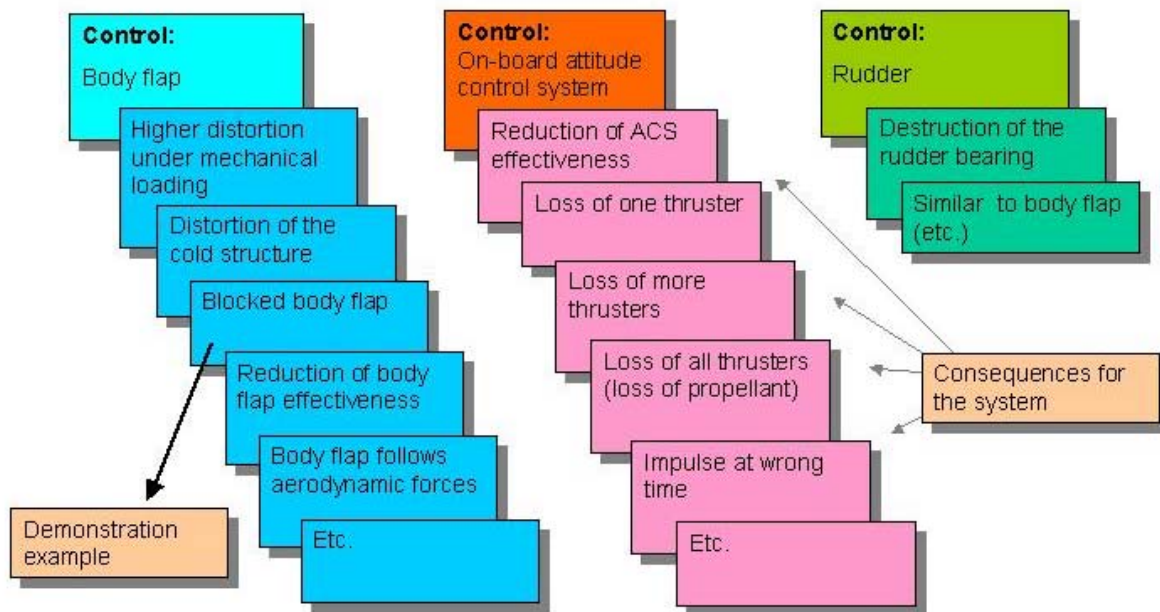 Control:
Body flap
Higher distortion
under mechanical
loading
Distortion of the
cold structure
Blocked body flap
Reduction of body
flap effectiveness
Body flap follows
aerodynamic forces
Etc.
Demonstration
example
Control:
On-board attitude
control system
Reduction of ACS
effectiveness
Loss of one thruster
Loss of more
thrusters
Loss of all thrusters
(loss of propellant)
Impulse at wrong
time
Etc.
Control:
Rudder
Destruction of the
rudder bearing
Similar to body flap
(etc.)
Consequences for
the system